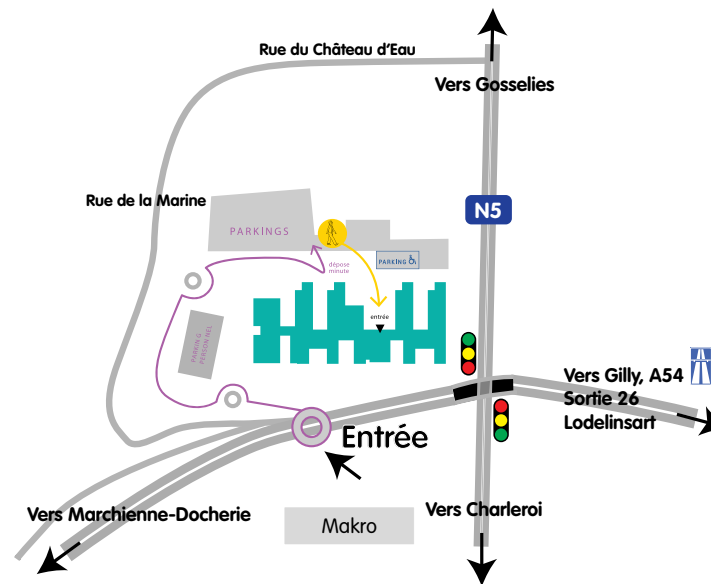 Rue du Château d'Eau
Vers Gosselies
Rue de la Marine
N5
PARKINGS
PARKING
dépose
minute
entrée
PARKING
PERSONNEL
Vers Gilly, A54
Sortie 26
Lodelinsart
Entrée
Vers Marchienne-Docherie
Vers Charleroi
Makro